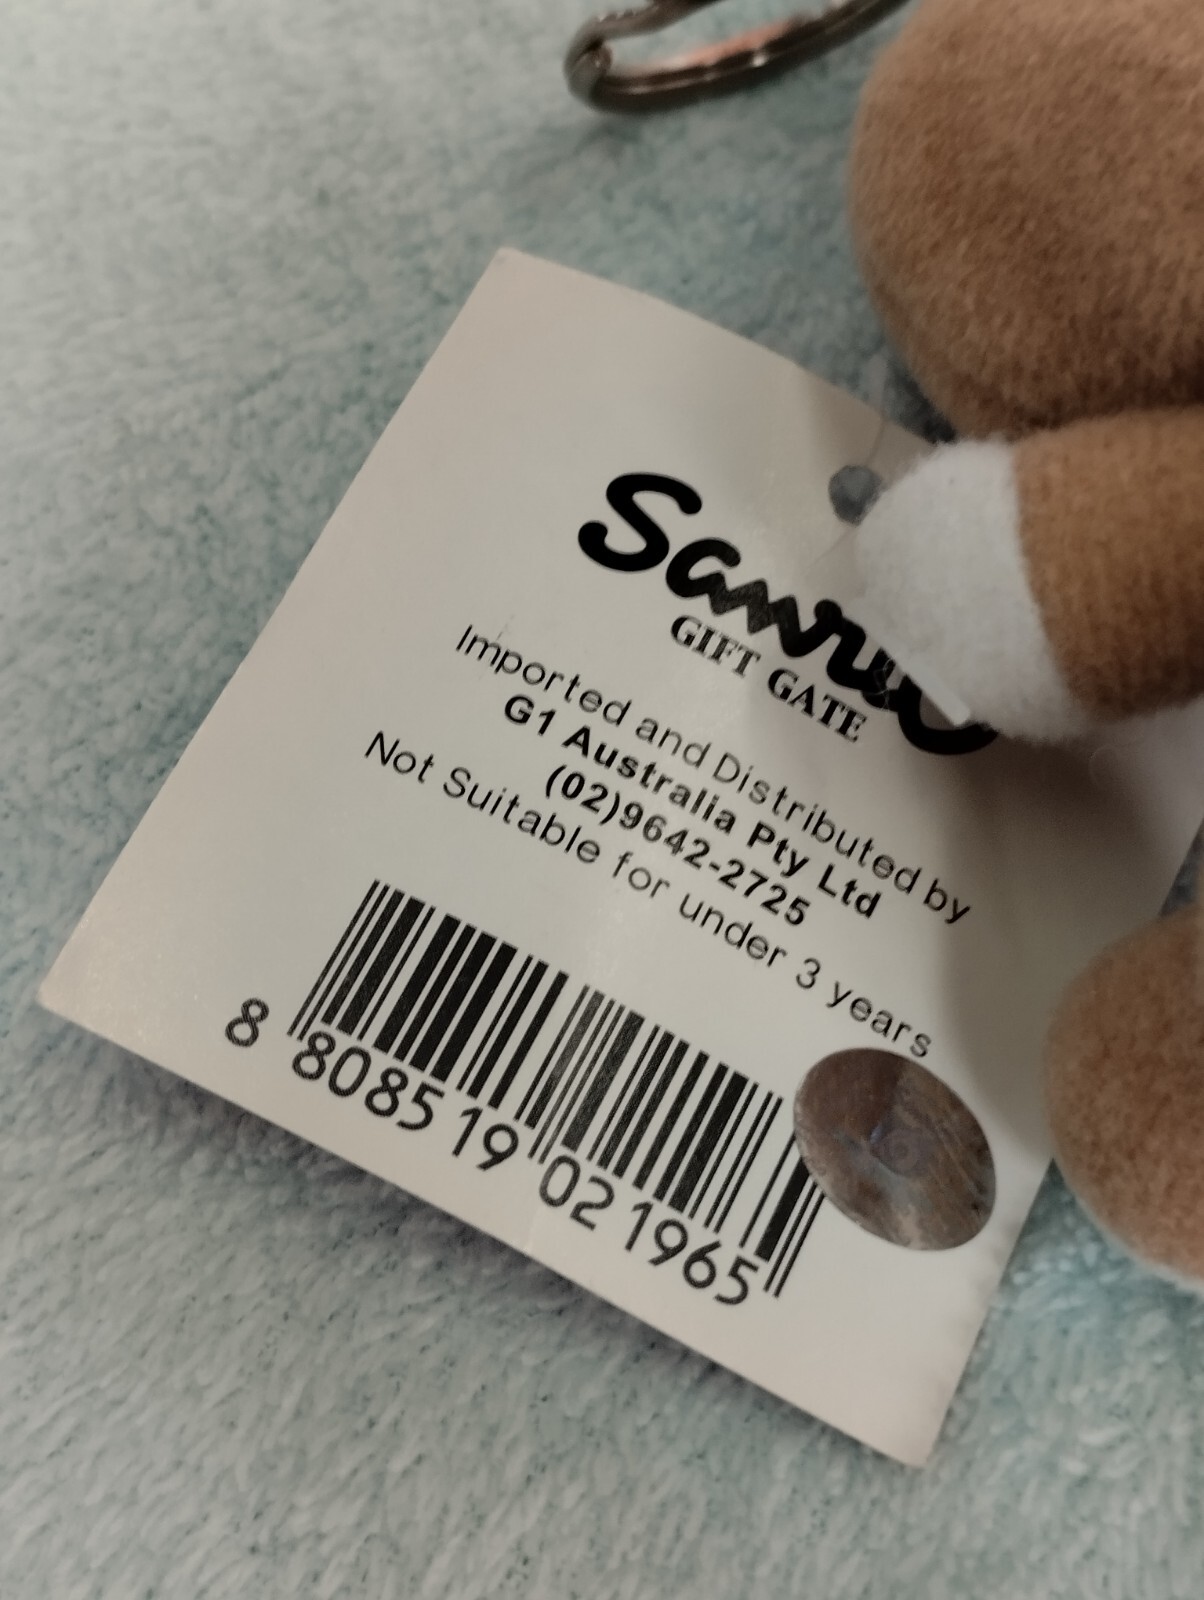 Sanrio
GIFT GATE
Imported and Distributed by
G1 Australia Pty Ltd
(02)9642-2725
Not Suitable for under 3 years
8 808519 021965